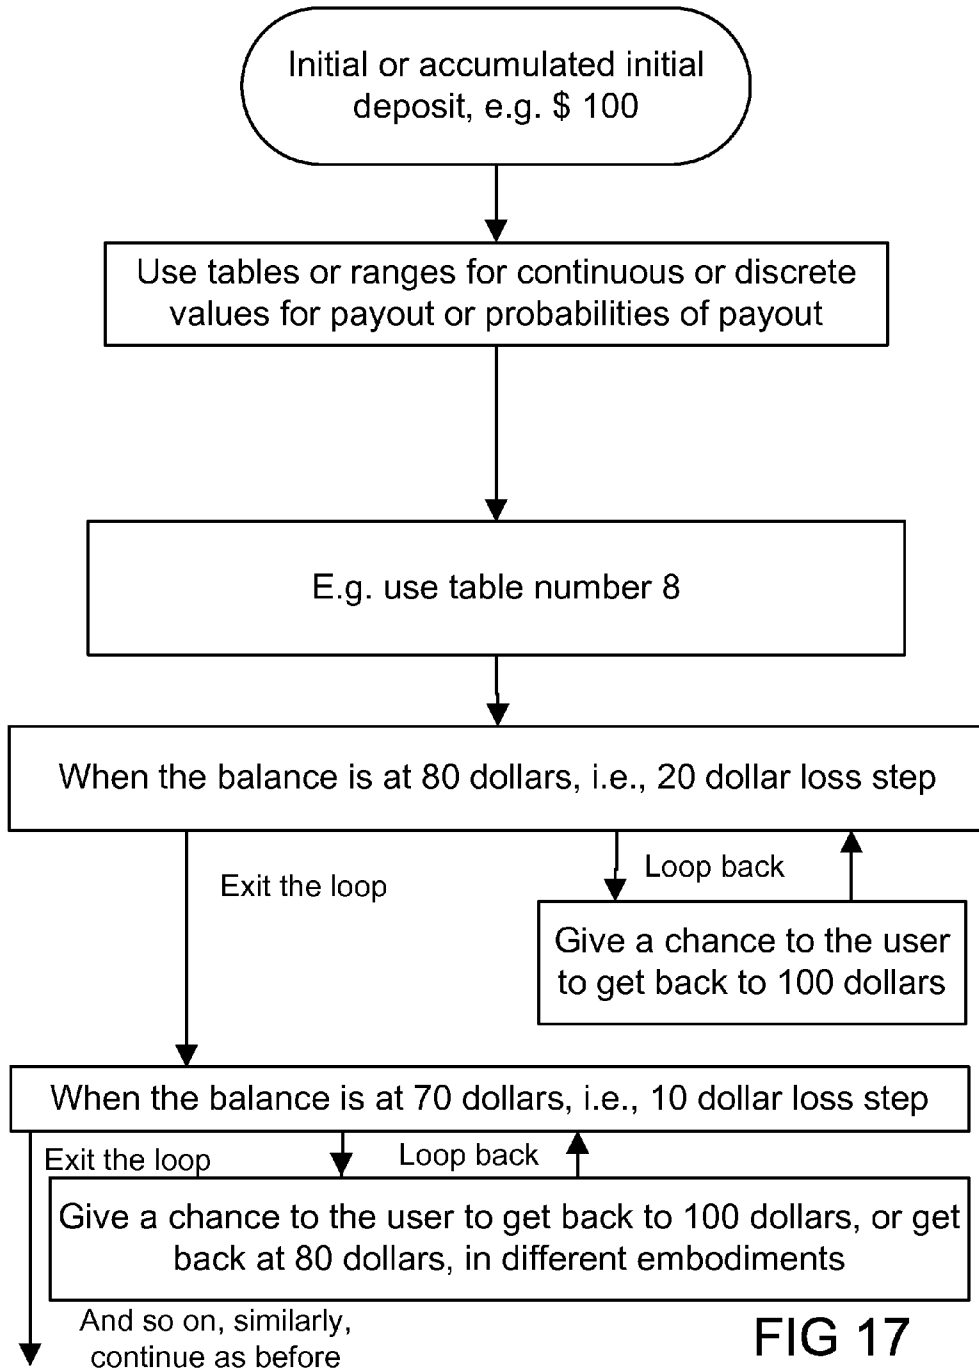 Initial or accumulated initial
deposit, e.g. $ 100
Use tables or ranges for continuous or discrete
values for payout or probabilities of payout
E.g. use table number 8
When the balance is at 80 dollars, i.e., 20 dollar loss step
Exit the loop
Loop back
Give a chance to the user
to get back to 100 dollars
When the balance is at 70 dollars, i.e., 10 dollar loss step
Exit the loop
Loop back
Give a chance to the user to get back to 100 dollars, or get
back at 80 dollars, in different embodiments
And so on, similarly,
continue as before
FIG 17